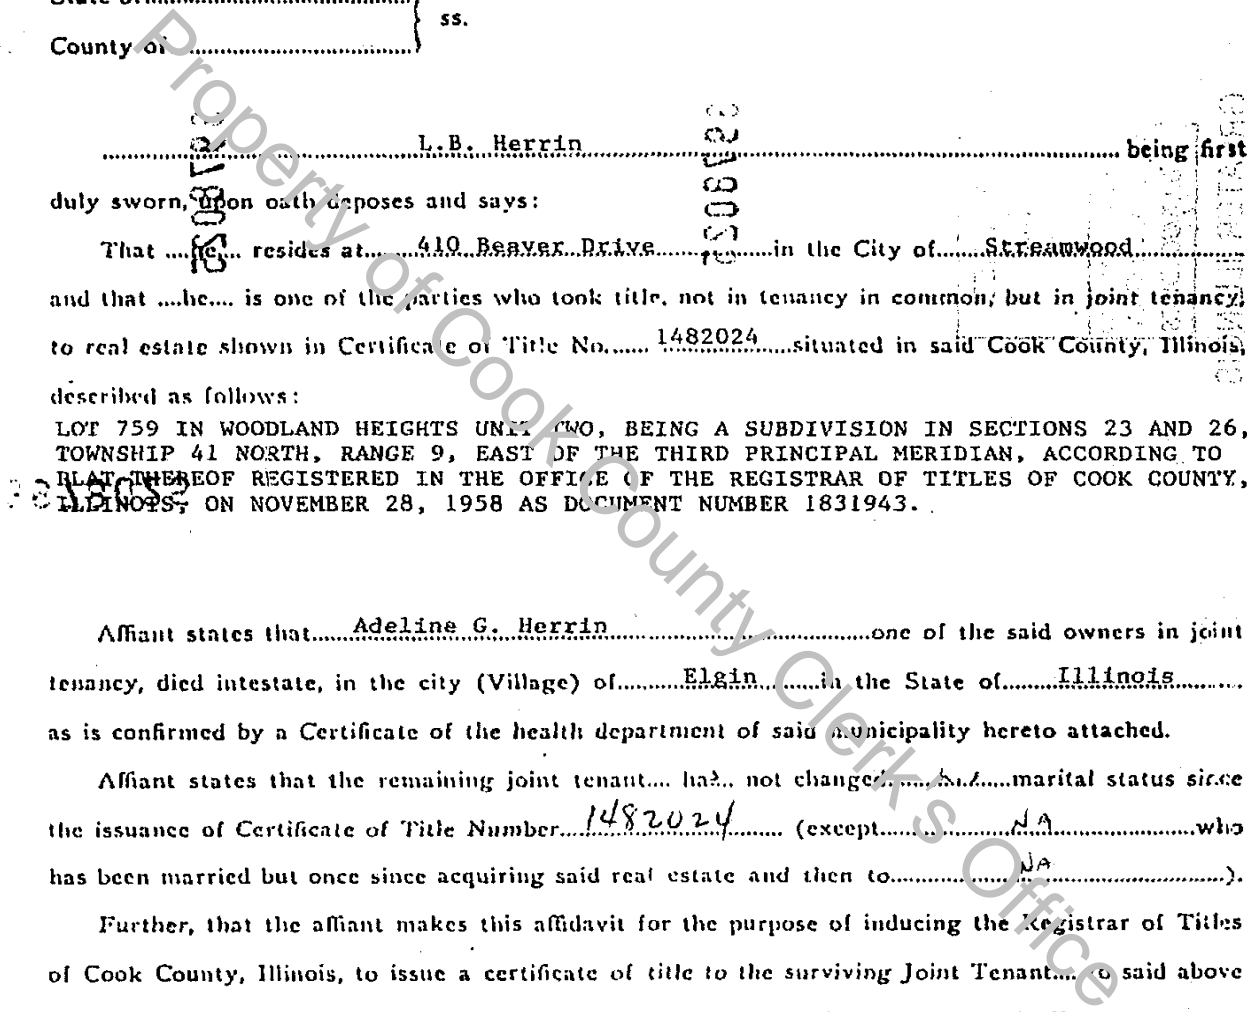 State of
ss.
County of
L.B. Herrin being first
duly sworn, upon oath deposes and says:
That he resides at 410 Beaver Drive in the City of Streamwood
and that he is one of the parties who took title, not in tenancy in common, but in joint tenancy,
to real estate shown in Certificate of Title No. 1482024 situated in said Cook County, Illinois,
described as follows:
LOT 759 IN WOODLAND HEIGHTS UNIT TWO, BEING A SUBDIVISION IN SECTIONS 23 AND 26,
TOWNSHIP 41 NORTH, RANGE 9, EAST OF THE THIRD PRINCIPAL MERIDIAN, ACCORDING TO
PLAT THEREOF REGISTERED IN THE OFFICE OF THE REGISTRAR OF TITLES OF COOK COUNTY,
ILLINOIS, ON NOVEMBER 28, 1958 AS DOCUMENT NUMBER 1831943.
Affiant states that Adeline G. Herrin one of the said owners in joint
tenancy, died intestate, in the city (Village) of Elgin in the State of Illinois
as is confirmed by a Certificate of the health department of said municipality hereto attached.
Affiant states that the remaining joint tenant has not changed his marital status since
the issuance of Certificate of Title Number 1482024 (except NA who
has been married but once since acquiring said real estate and then to NA ).
Further, that the affiant makes this affidavit for the purpose of inducing the Registrar of Titles
of Cook County, Illinois, to issue a certificate of title to the surviving Joint Tenant to said above
Property of Cook County Clerk's Office